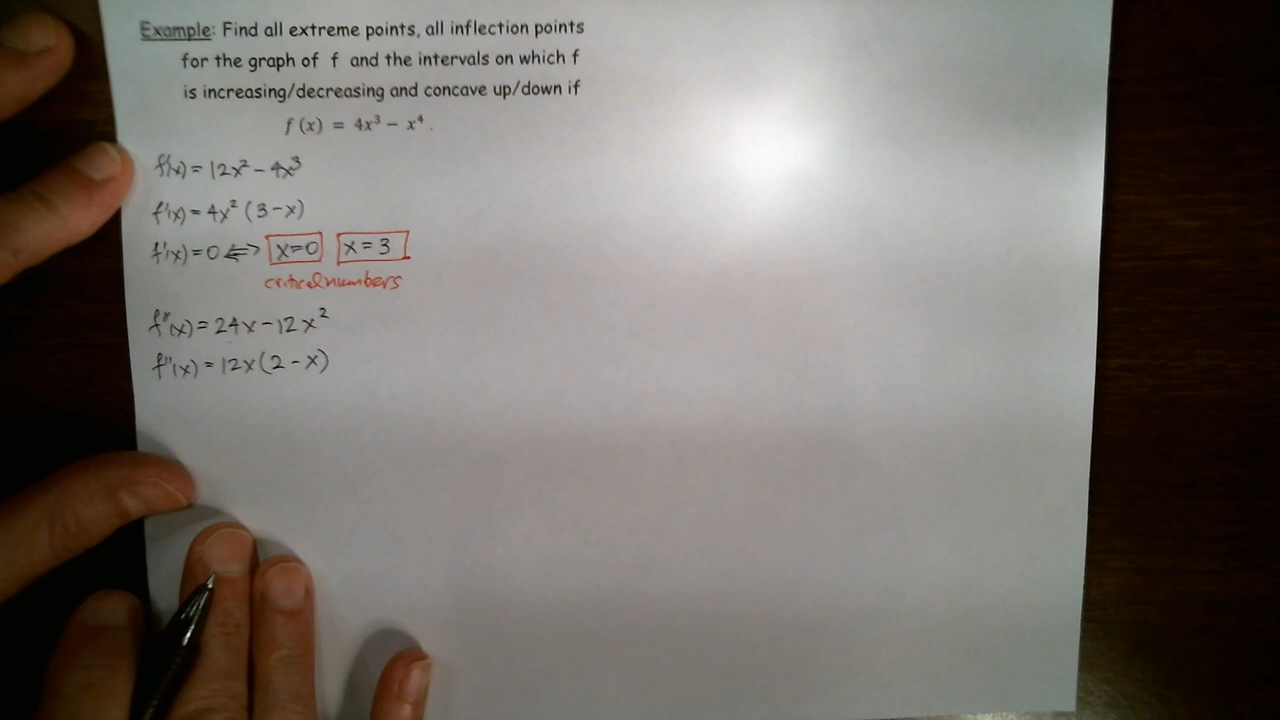 Example: Find all extreme points, all inflection points
for the graph of f and the intervals on which f
is increasing/decreasing and concave up/down if
f (x) = 4x³ − x⁴ .
f'(x) = 12x² − 4x³
f'(x) = 4x² (3−x)
f'(x) = 0 ⇔ x=0 x = 3
critical numbers
f''(x) = 24x − 12x²
f''(x) = 12x(2 − x)